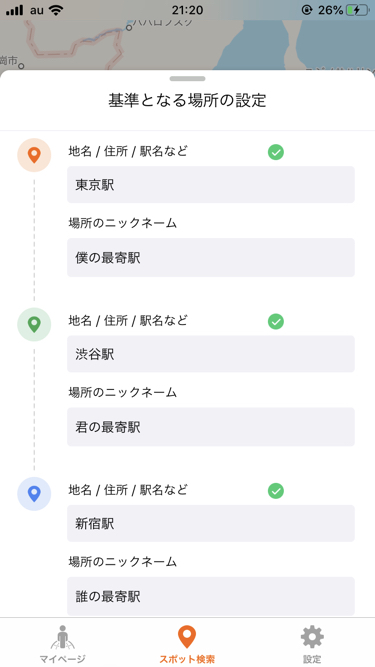 au 21:20 26%
ハバロフスク
岡市
基準となる場所の設定
地名 / 住所 / 駅名など
東京駅
場所のニックネーム
僕の最寄駅
地名 / 住所 / 駅名など
渋谷駅
場所のニックネーム
君の最寄駅
地名 / 住所 / 駅名など
新宿駅
場所のニックネーム
誰の最寄駅
マイページ スポット検索 設定